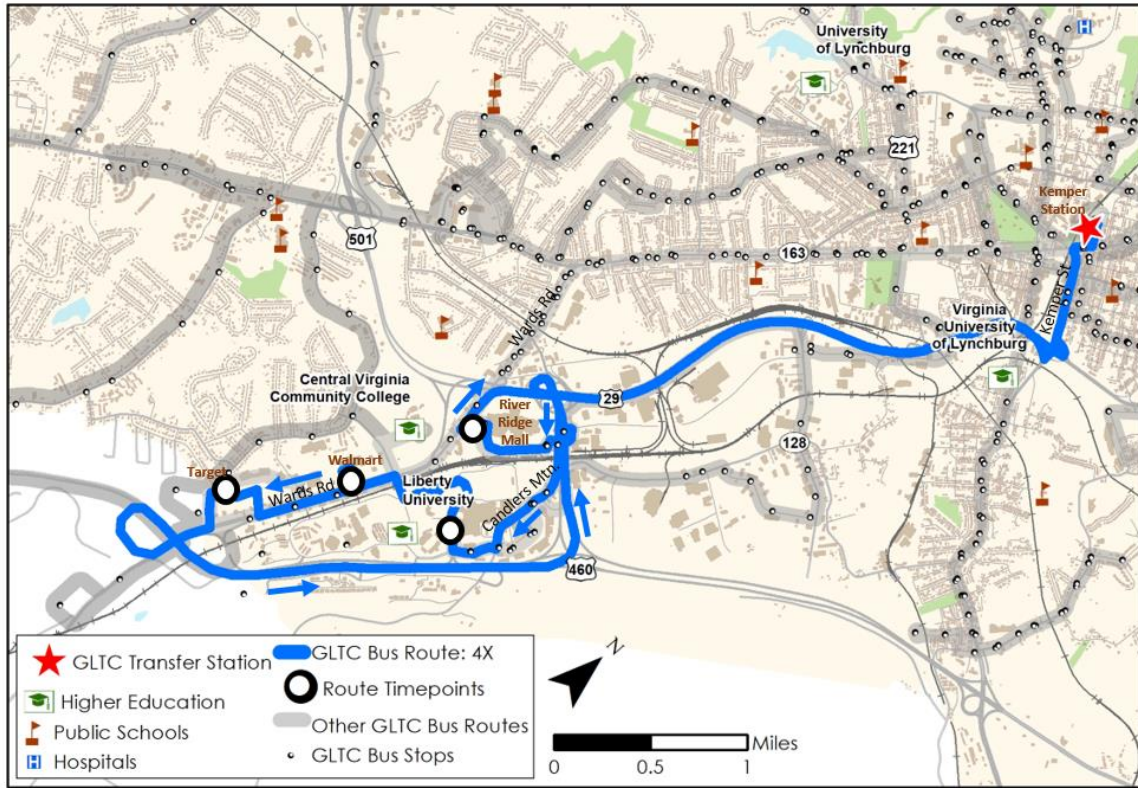 University
of Lynchburg
H
221
Kemper
Station
501
163
Wards Rd.
Kemper St.
Virginia
University
of Lynchburg
Central Virginia
Community College
River
Ridge
Mall
29
128
Target
Walmart
Wards Rd.
Liberty
University
Candlers Mtn.
460
GLTC Transfer Station
Higher Education
Public Schools
H Hospitals
GLTC Bus Route: 4X
Route Timepoints
Other GLTC Bus Routes
GLTC Bus Stops
N
Miles
0 0.5 1